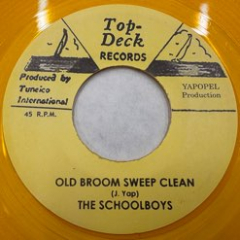 Top-
Deck
RECORDS
Produced by
Tuneico
International
YAPOPEL
Production
45 R.P.M.
OLD BROOM SWEEP CLEAN
(J. Yap)
THE SCHOOLBOYS